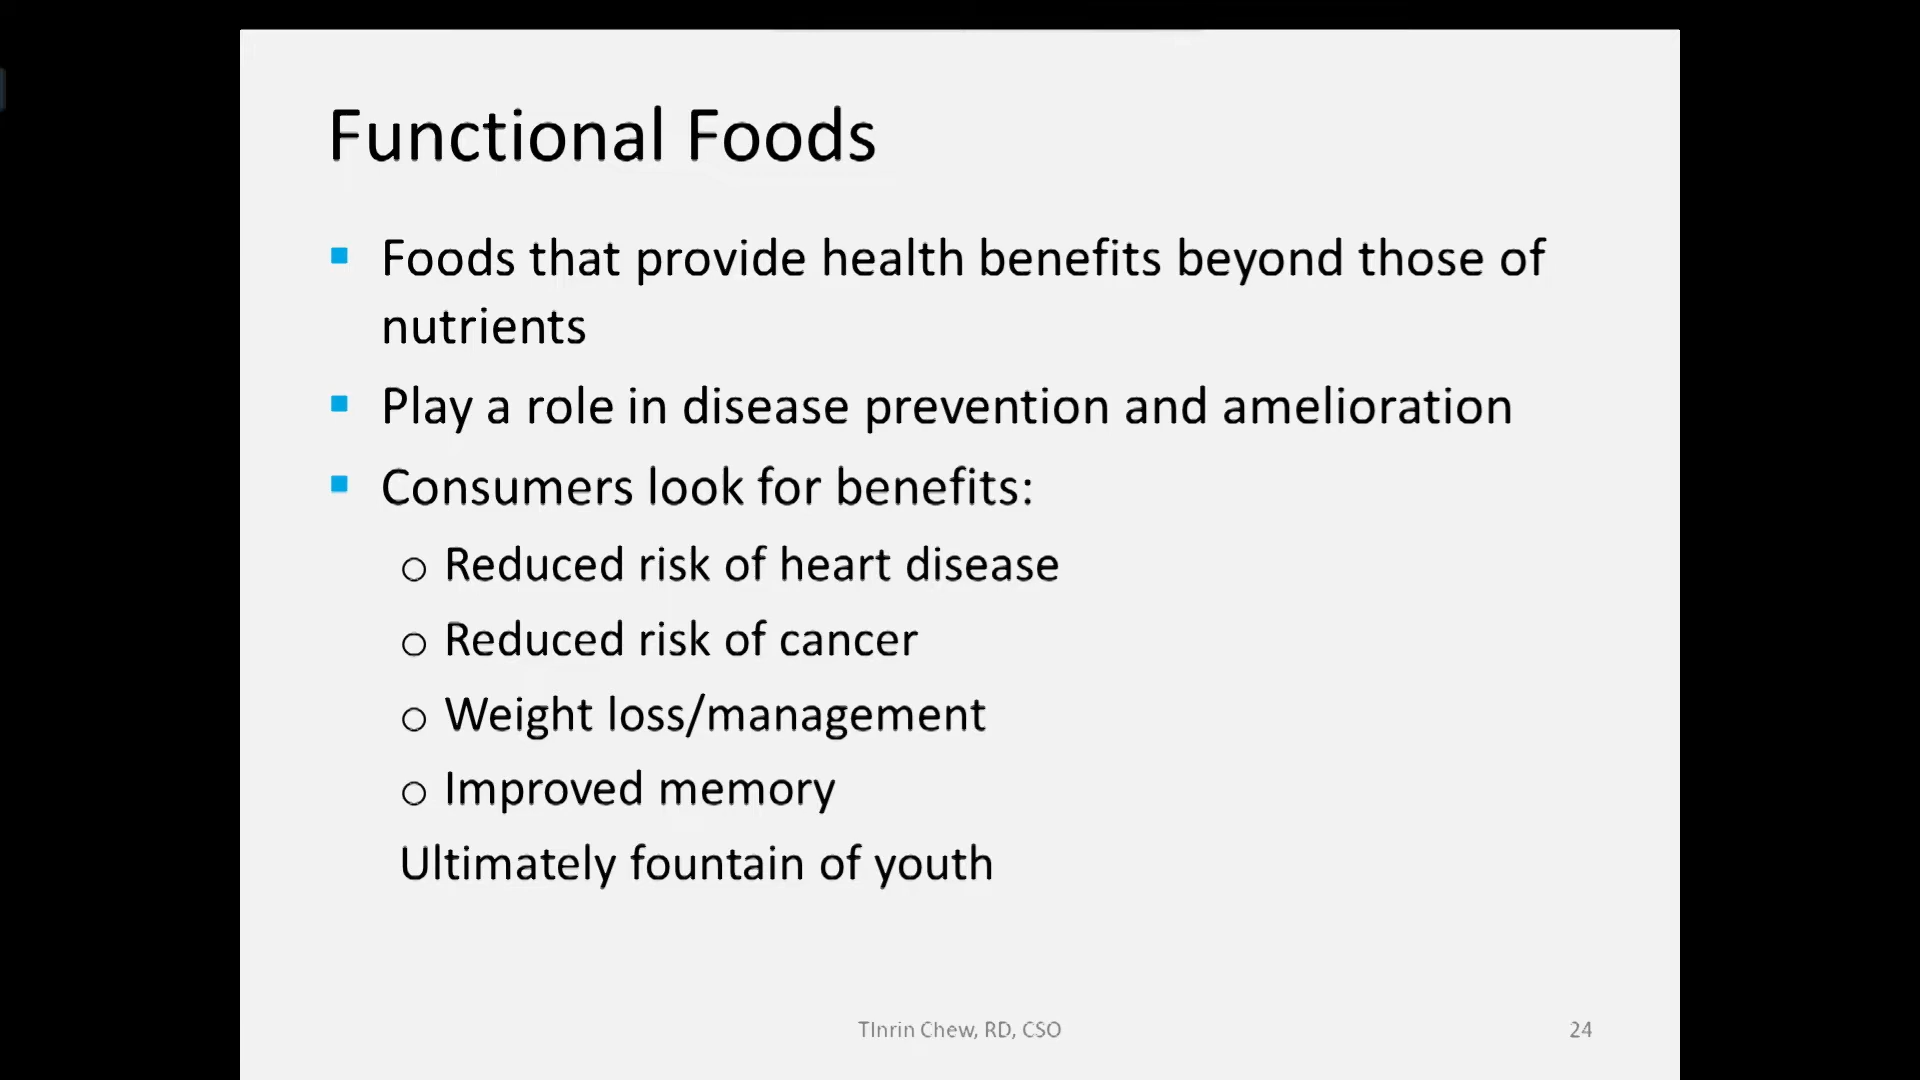 Functional Foods
Foods that provide health benefits beyond those of
nutrients
Play a role in disease prevention and amelioration
Consumers look for benefits:
Reduced risk of heart disease
Reduced risk of cancer
Weight loss/management
Improved memory
Ultimately fountain of youth
TInrin Chew, RD, CSO
24